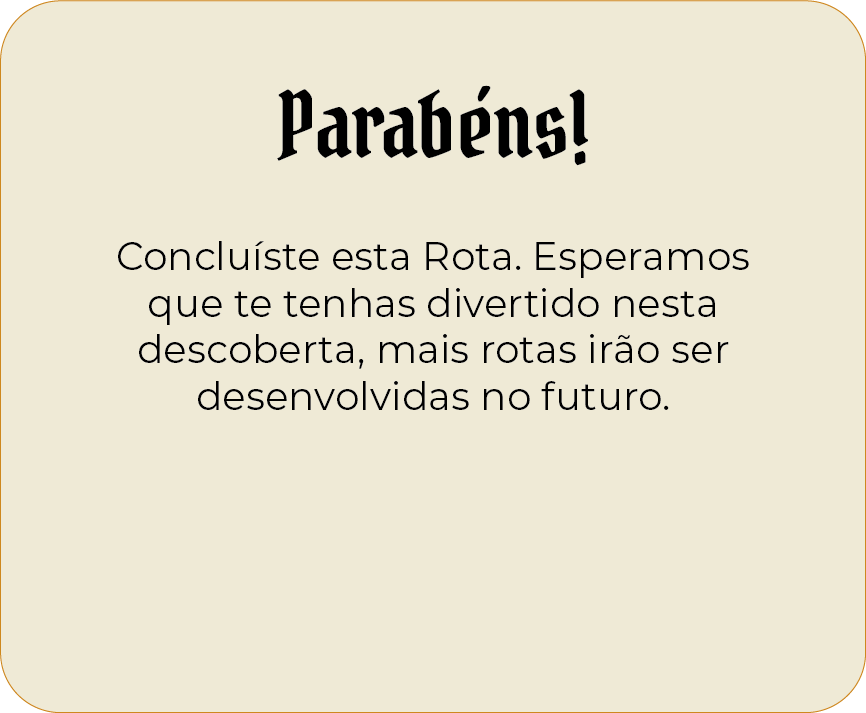 Parabéns!
Concluíste esta Rota. Esperamos
que te tenhas divertido nesta
descoberta, mais rotas irão ser
desenvolvidas no futuro.